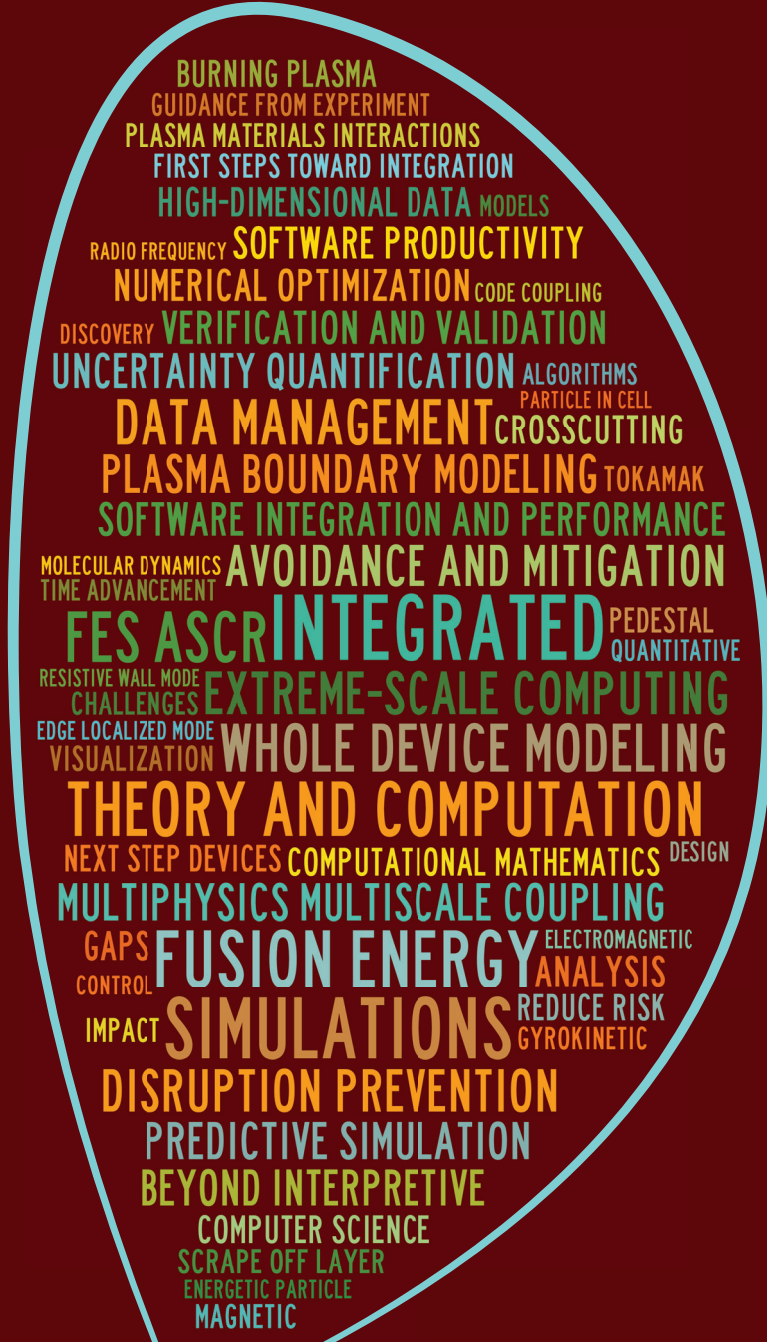 BURNING PLASMA
GUIDANCE FROM EXPERIMENT
PLASMA MATERIALS INTERACTIONS
FIRST STEPS TOWARD INTEGRATION
HIGH-DIMENSIONAL DATA MODELS
RADIO FREQUENCY SOFTWARE PRODUCTIVITY
NUMERICAL OPTIMIZATION CODE COUPLING
DISCOVERY VERIFICATION AND VALIDATION
UNCERTAINTY QUANTIFICATION ALGORITHMS
PARTICLE IN CELL
DATA MANAGEMENT CROSSCUTTING
PLASMA BOUNDARY MODELING TOKAMAK
SOFTWARE INTEGRATION AND PERFORMANCE
MOLECULAR DYNAMICS AVOIDANCE AND MITIGATION
TIME ADVANCEMENT
FES ASCR INTEGRATED PEDESTAL
QUANTITATIVE
RESISTIVE WALL MODE
CHALLENGES EXTREME-SCALE COMPUTING
EDGE LOCALIZED MODE
VISUALIZATION WHOLE DEVICE MODELING
THEORY AND COMPUTATION
NEXT STEP DEVICES COMPUTATIONAL MATHEMATICS DESIGN
MULTIPHYSICS MULTISCALE COUPLING
GAPS FUSION ENERGY ELECTROMAGNETIC
CONTROL ANALYSIS
IMPACT SIMULATIONS REDUCE RISK
GYROKINETIC
DISRUPTION PREVENTION
PREDICTIVE SIMULATION
BEYOND INTERPRETIVE
COMPUTER SCIENCE
SCRAPE OFF LAYER
ENERGETIC PARTICLE
MAGNETIC